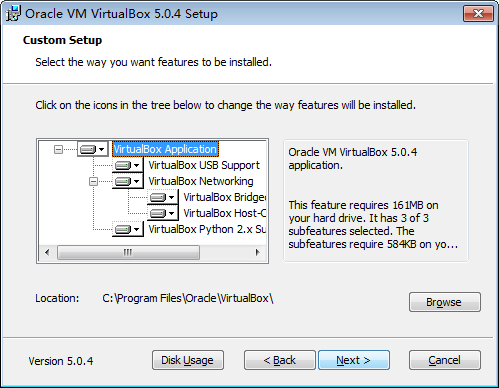 Oracle VM VirtualBox 5.0.4 Setup
Custom Setup
Select the way you want features to be installed.
Click on the icons in the tree below to change the way features will be installed.
VirtualBox Application
VirtualBox USB Support
VirtualBox Networking
VirtualBox Bridge
VirtualBox Host-O
VirtualBox Python 2.x Su
Oracle VM VirtualBox 5.0.4
application.
This feature requires 161MB on
your hard drive. It has 3 of 3
subfeatures selected. The
subfeatures require 584KB on yo...
Location: C:\Program Files\Oracle\VirtualBox\
Browse
Version 5.0.4
Disk Usage
< Back
Next >
Cancel